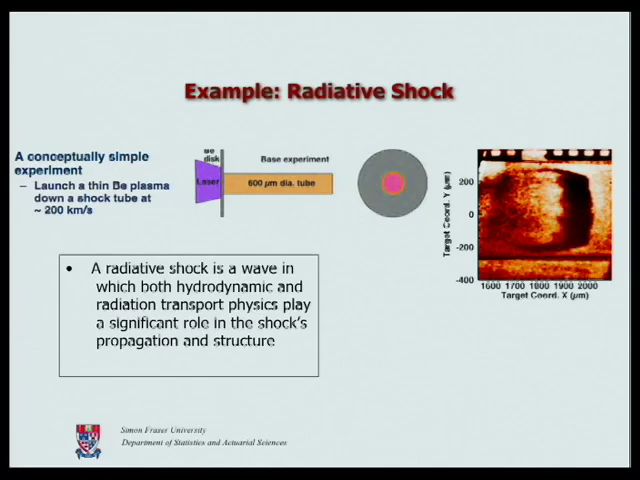 Example: Radiative Shock
A conceptually simple
experiment
– Launch a thin Be plasma
down a shock tube at
~ 200 km/s
Be
disk
Laser
Base experiment
600 µm dia. tube
Target Coord. Y (µm)
200
0
-200
-400
1600 1700 1800 1900 2000
Target Coord. X (µm)
• A radiative shock is a wave in
which both hydrodynamic and
radiation transport physics play
a significant role in the shock's
propagation and structure
Simon Fraser University
Department of Statistics and Actuarial Sciences